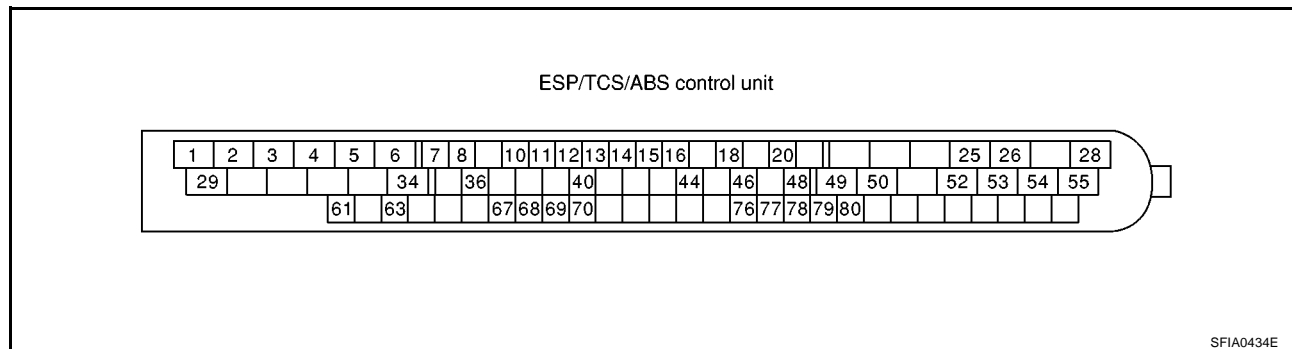 ESP/TCS/ABS control unit
1 2 3 4 5 6 7 8 10 11 12 13 14 15 16 18 20 25 26 28
29 34 36 40 44 46 48 49 50 52 53 54 55
61 63 67 68 69 70 76 77 78 79 80
SFIA0434E